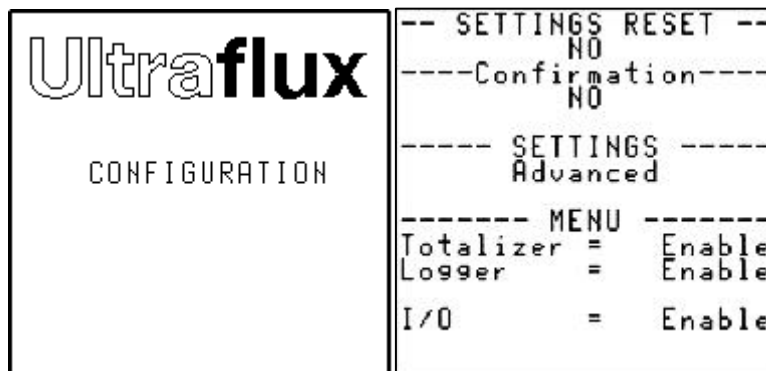 Ultraflux
CONFIGURATION
-- SETTINGS RESET --
NO
----Confirmation----
NO
----- SETTINGS -----
Advanced
------- MENU -------
Totalizer = Enable
Logger = Enable
I/O = Enable